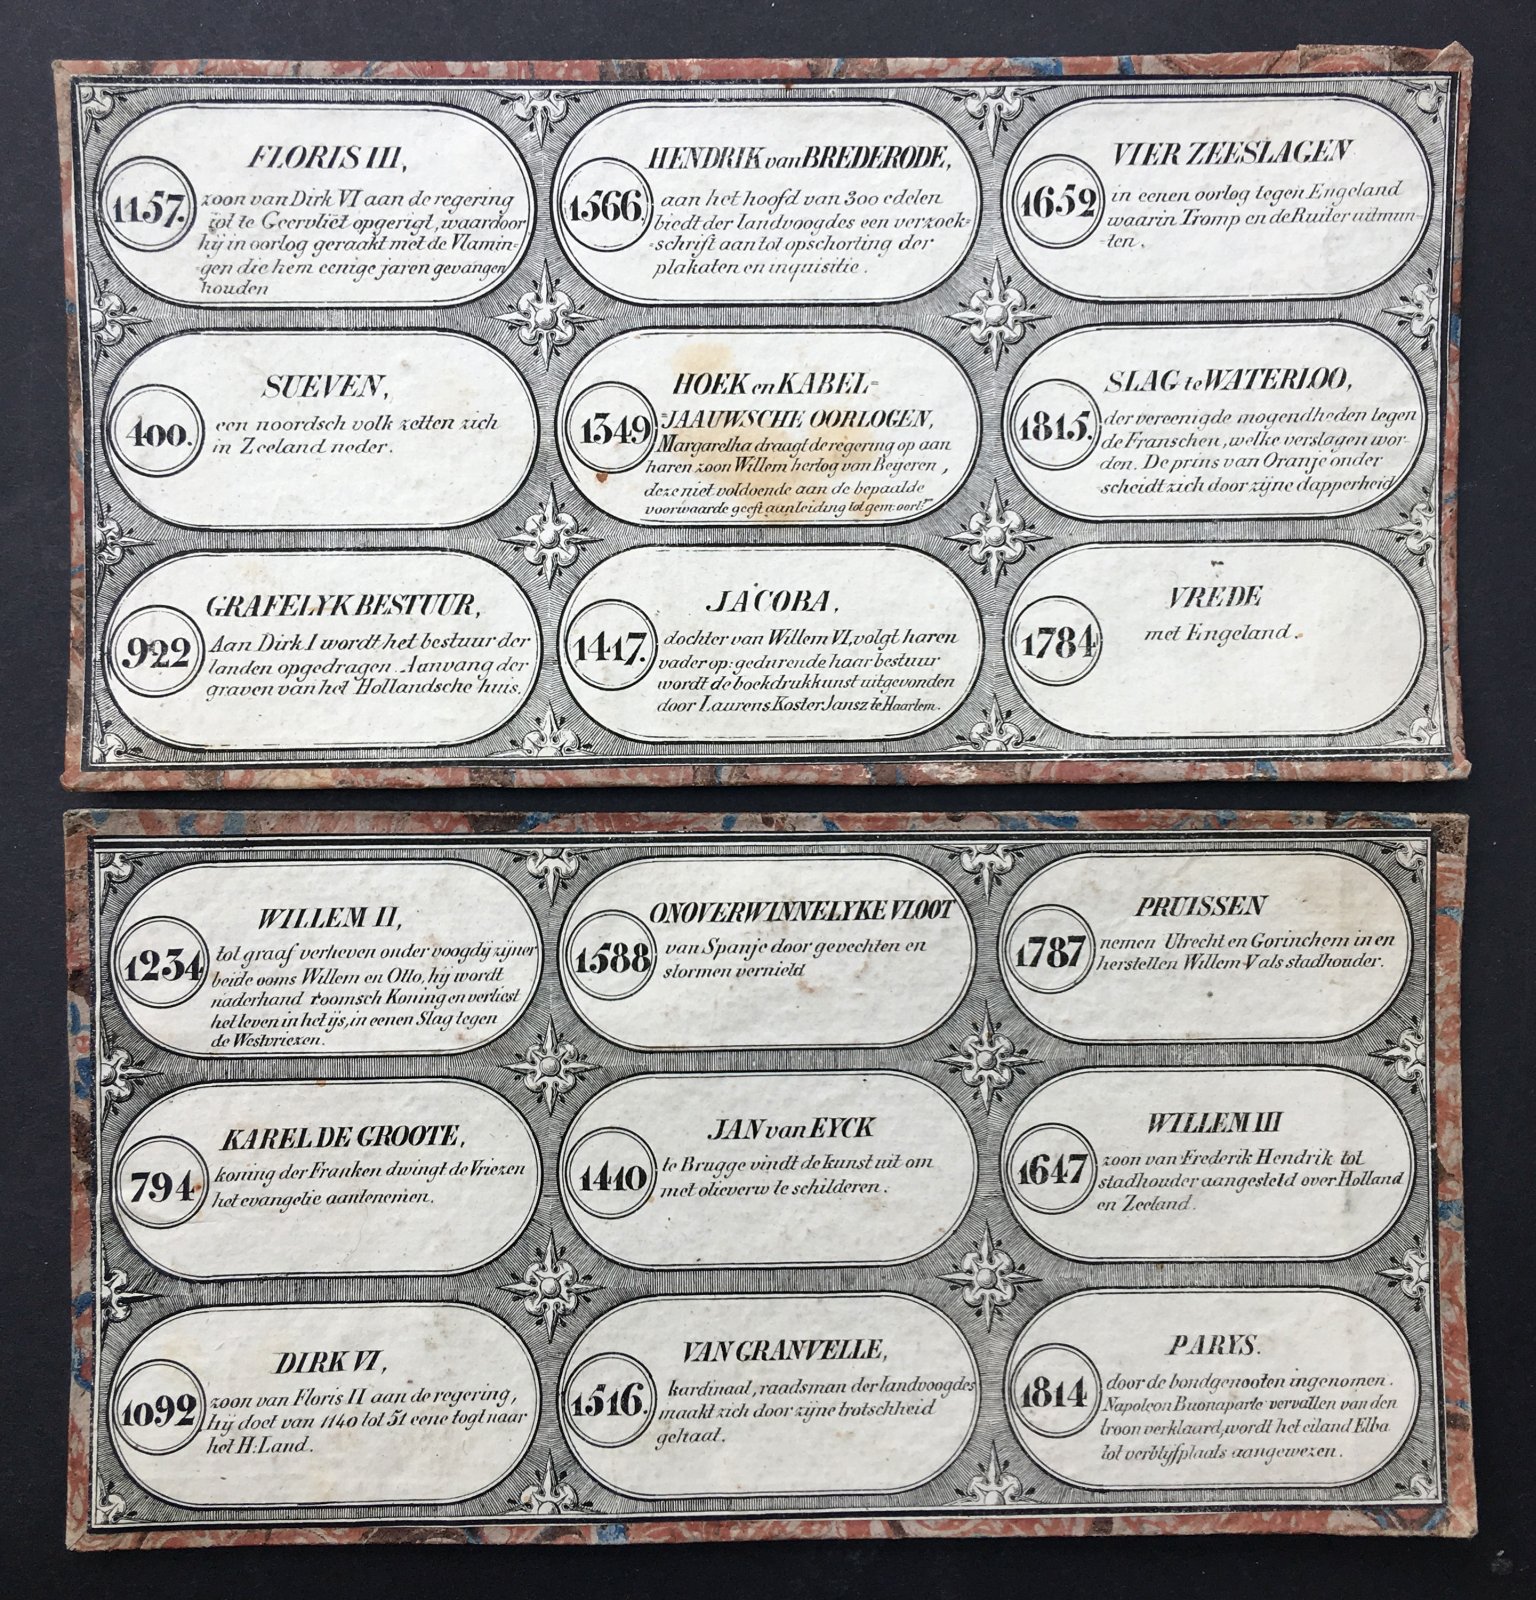 FLORIS III,
1157.
zoon van Dirk VI aan de regering
tol te Geervliet opgerigt, waardoor
hij in oorlog geraakt met de Vlamin=
=gen die hem eenige jaren gevangen
houden
HENDRIK van BREDERODE,
1566.
aan het hoofd van 300 edelen
biedt der landvoogdes een verzoek=
=schrift aan tot opschorting der
plakaten en inquisitie.
VIER ZEESLAGEN
1652
in eenen oorlog tegen Engeland
waarin Tromp en de Ruiter uitmun=
=ten.
SUEVEN,
400.
een noordsch volk zetten zich
in Zeeland neder.
HOEK en KABEL=
=JAAUWSCHE OORLOGEN,
1349
Margaretha draagt de regering op aan
haren zoon Willem hertog van Beyeren,
deze niet voldoende aan de bepaalde
voorwaarde geeft aanleiding tot gem: oorl:
SLAG te WATERLOO,
1815.
der vereenigde mogendheden tegen
de Franschen, welke verslagen wor-
den. De prins van Oranje onder
scheidt zich door zijne dapperheid
GRAFELYK BESTUUR,
922
Aan Dirk I wordt het bestuur der
landen opgedragen. Aanvang der
graven van het Hollandsche huis.
JACOBA,
1417.
dochter van Willem VI, volgt haren
vader op: gedurende haar bestuur
wordt de boekdrukkunst uitgevonden
door Laurens Koster Jansz te Haarlem.
VREDE
1784
met Engeland.
WILLEM II,
1234
tot graaf verheven onder voogdij zijner
beide ooms Willem en Otto, hij wordt
naderhand roomsch Koning en verliest
het leven in het ijs, in eenen Slag tegen
de Westvriezen.
ONOVERWINNELYKE VLOOT
1588
van Spanje door gevechten en
stormen vernield
PRUISSEN
1787
nemen Utrecht en Gorinchem in en
herstellen Willem V als stadhouder.
KAREL DE GROOTE,
794
koning der Franken dwingt de Vriezen
het evangelie aantenemen.
JAN van EYCK
1410
te Brugge vindt de kunst uit om
met olieverw te schilderen.
WILLEM III
1647
zoon van Frederik Hendrik tot
stadhouder aangesteld over Holland
en Zeeland.
DIRK VI,
1092
zoon van Floris II aan de regering,
hij doet van 1140 tot 51 eene togt naar
het H: Land.
VAN GRANVELLE,
1516.
kardinaal, raadsman der landvoogdes
maakt zich door zijne trotschheid
gehaat.
PARYS.
1814
door de bondgenooten ingenomen.
Napoleon Buonaparte vervallen van den
troon verklaard, wordt het eiland Elba
tot verblijfplaats aangewezen.